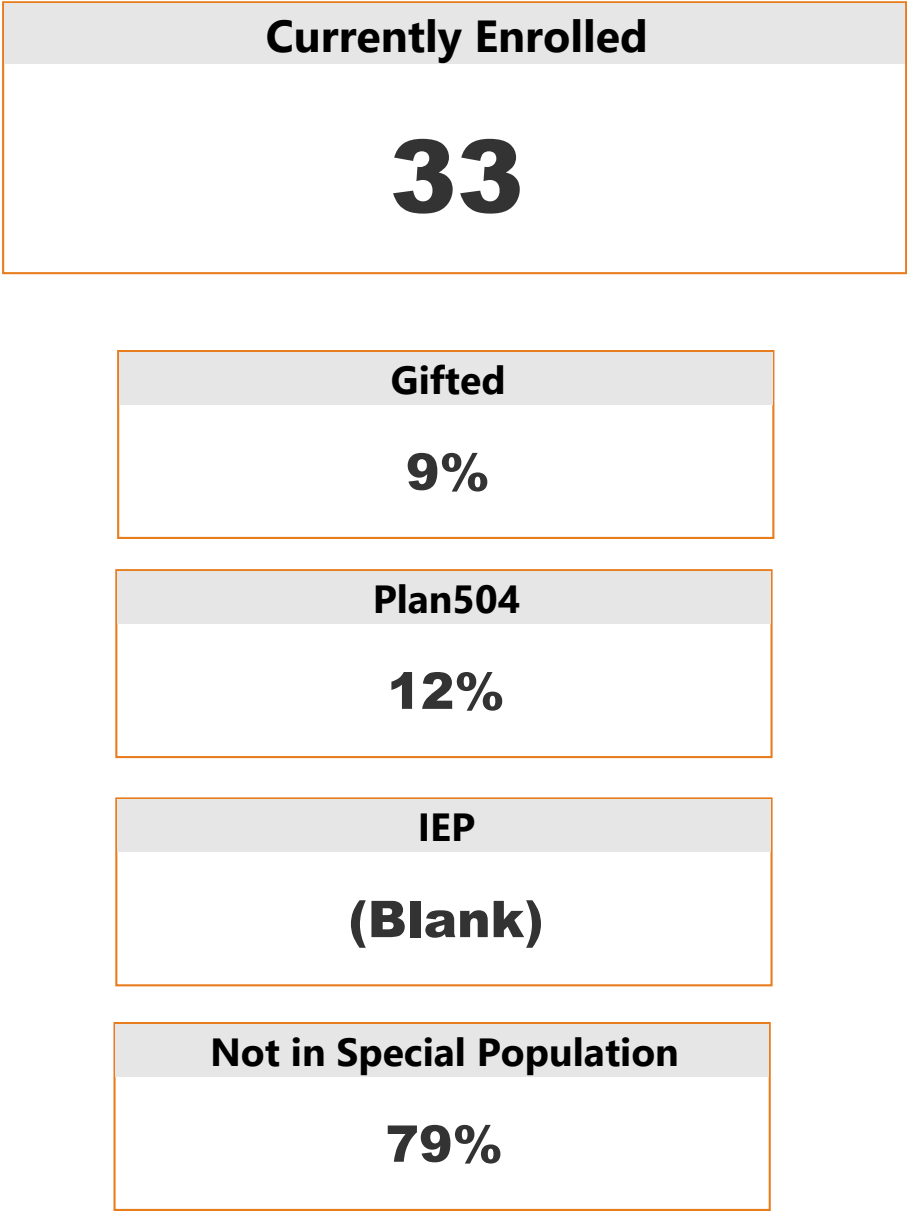 Currently Enrolled
33
Gifted
9%
Plan504
12%
IEP
(Blank)
Not in Special Population
79%